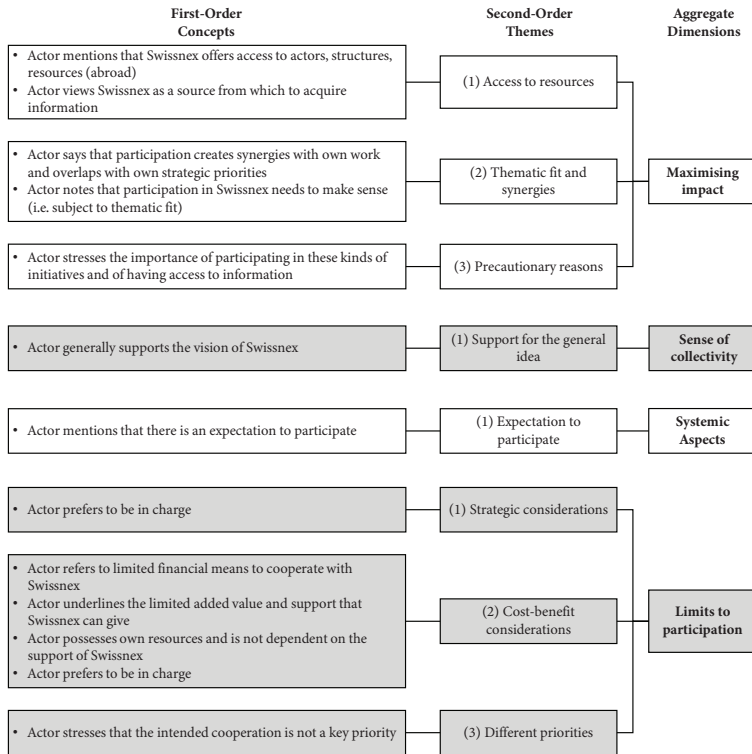 First-Order
Concepts
Second-Order
Themes
Aggregate
Dimensions
• Actor mentions that Swissnex offers access to actors, structures,
resources (abroad)
• Actor views Swissnex as a source from which to acquire
information
(1) Access to resources
• Actor says that participation creates synergies with own work
and overlaps with own strategic priorities
• Actor notes that participation in Swissnex needs to make sense
(i.e. subject to thematic fit)
(2) Thematic fit and
synergies
Maximising
impact
• Actor stresses the importance of participating in these kinds of
initiatives and of having access to information
(3) Precautionary reasons
• Actor generally supports the vision of Swissnex
(1) Support for the general
idea
Sense of
collectivity
• Actor mentions that there is an expectation to participate
(1) Expectation to
participate
Systemic
Aspects
• Actor prefers to be in charge
(1) Strategic considerations
• Actor refers to limited financial means to cooperate with
Swissnex
• Actor underlines the limited added value and support that
Swissnex can give
• Actor possesses own resources and is not dependent on the
support of Swissnex
• Actor prefers to be in charge
(2) Cost-benefit
considerations
Limits to
participation
• Actor stresses that the intended cooperation is not a key priority
(3) Different priorities